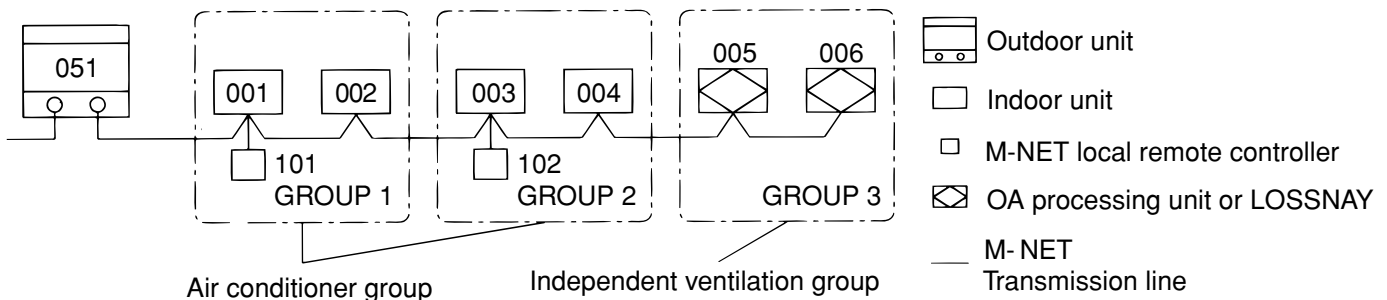 051
001
002
101
GROUP 1
003
004
102
GROUP 2
005
006
GROUP 3
Air conditioner group
Independent ventilation group
Outdoor unit
Indoor unit
M-NET local remote controller
OA processing unit or LOSSNAY
M- NET
Transmission line